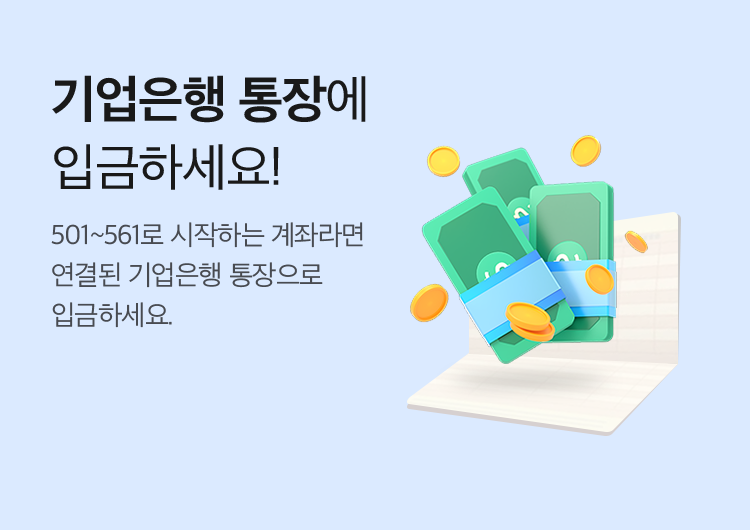 기업은행 통장에
입금하세요!
501~561로 시작하는 계좌라면
연결된 기업은행 통장으로
입금하세요.